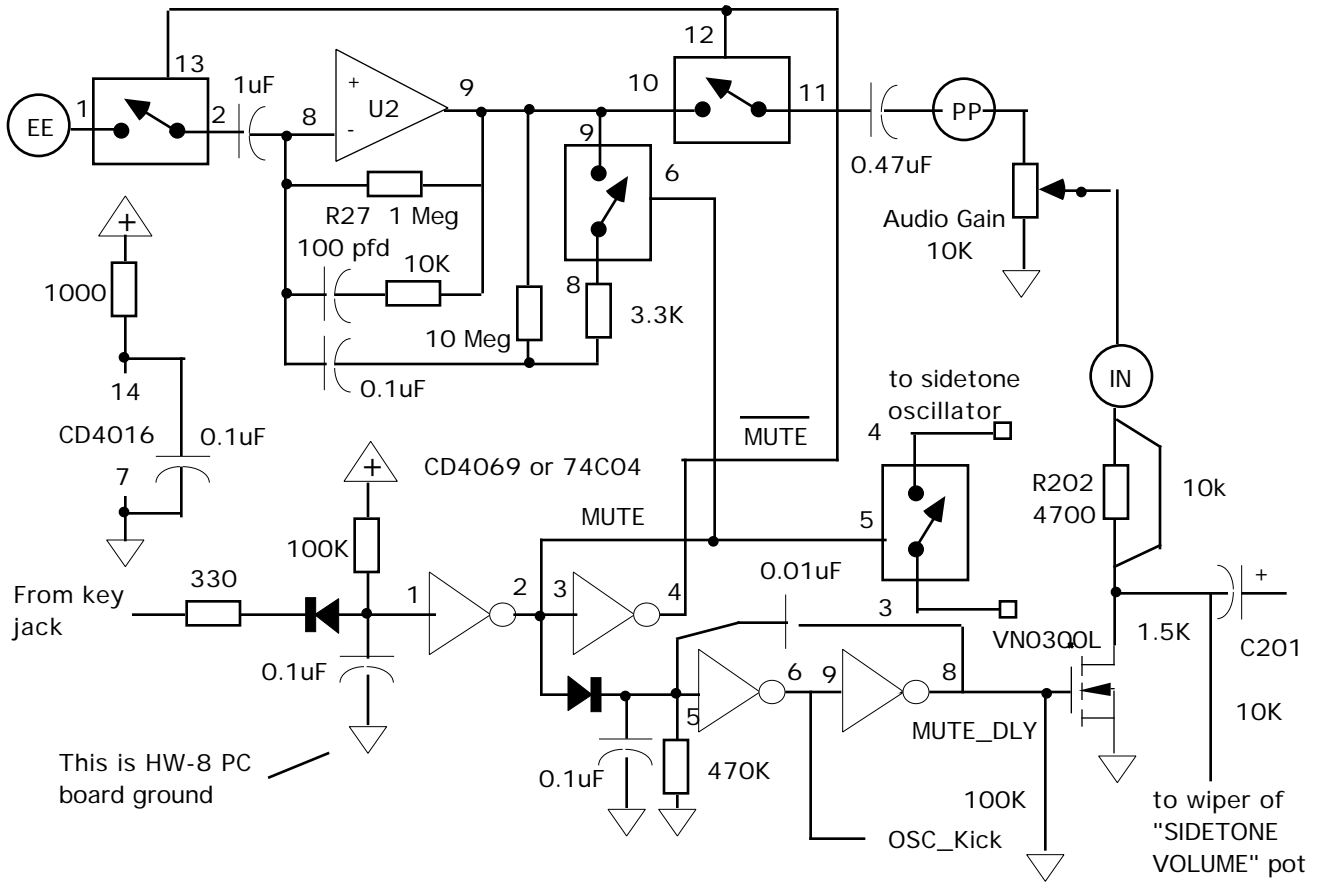 12
13
1uF
9
10
11
EE
1
2
8
+
U2
-
PP
9
6
0.47uF
R27 1 Meg
Audio Gain
10K
+
100 pfd
10K
1000
8
3.3K
10 Meg
0.1uF
14
CD4016
0.1uF
7
to sidetone
oscillator
4
IN
MUTE
+
CD4069 or 74C04
R202
4700
10k
MUTE
5
100K
0.01uF
330
From key
jack
1
2
3
4
3
+
VN0300L
1.5K
C201
0.1uF
6
9
8
5
10K
MUTE_DLY
This is HW-8 PC
board ground
0.1uF
470K
100K
to wiper of
"SIDETONE
VOLUME" pot
OSC_Kick